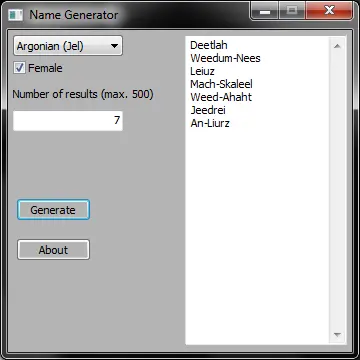 Name Generator
Argonian (Jel)
Female
Number of results (max. 500)
7
Generate
About
Deetlah
Weedum-Nees
Leiuz
Mach-Skaleel
Weed-Ahaht
Jeedrei
An-Liurz